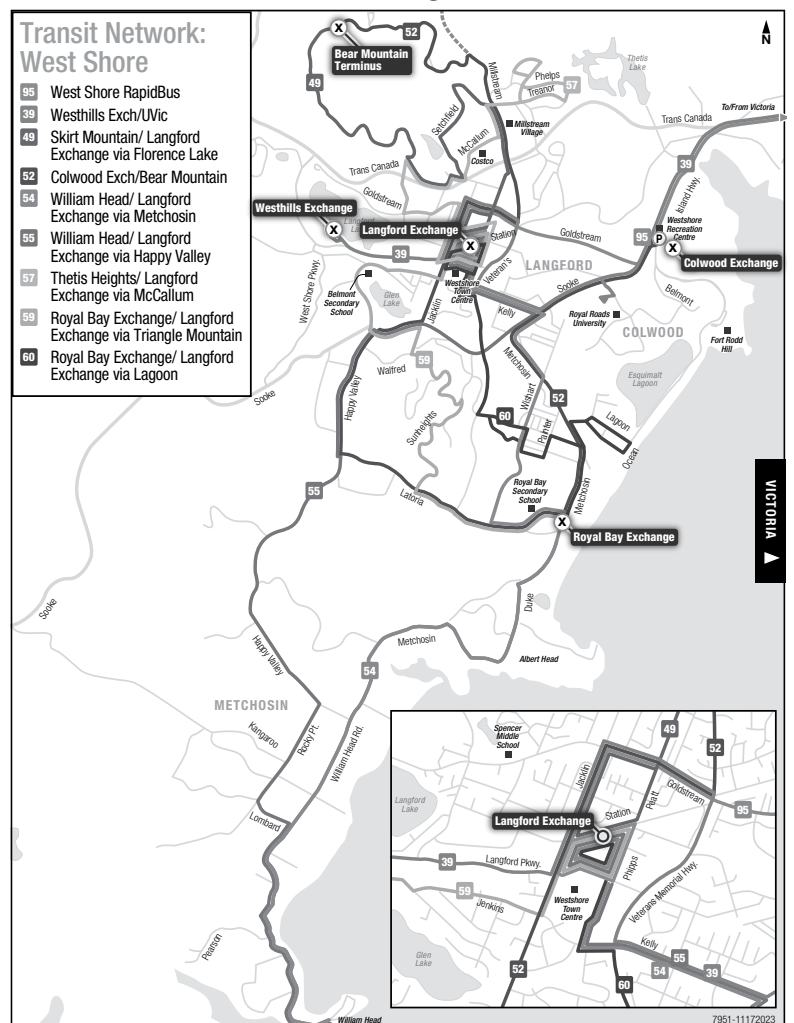 Transit Network:
West Shore
95 West Shore RapidBus
39 Westhills Exch/UVic
49 Skirt Mountain/ Langford
Exchange via Florence Lake
52 Colwood Exch/Bear Mountain
54 William Head/ Langford
Exchange via Metchosin
55 William Head/ Langford
Exchange via Happy Valley
57 Thetis Heights/ Langford
Exchange via McCallum
59 Royal Bay Exchange/ Langford
Exchange via Triangle Mountain
60 Royal Bay Exchange/ Langford
Exchange via Lagoon
X
52
Bear Mountain
Terminus
49
N
Millstream
Thetis
Lake
Phelps
Treanor
57
To/From Victoria
Trans Canada
Setchfield
McCallum
Millstream
Village
Costco
Trans Canada
39
Island Hwy.
Goldstream
Westhills Exchange
X
Langford
Lake
Langford Exchange
X
Station
Goldstream
95
P
Westshore
Recreation
Centre
X
Colwood Exchange
39
LANGFORD
Veteran's
West Shore Pkwy.
Belmont
Secondary
School
Glen
Lake
Westshore
Town
Centre
Sooke
Belmont
Jacklin
Kelly
Royal Roads
University
COLWOOD
Fort Rodd
Hill
Walfred
59
Metchosin
Esquimalt
Lagoon
Sooke
Happy Valley
Wishart
52
Sunheights
60
Painter
Lagoon
Ocean
VICTORIA
55
Latoria
Royal Bay
Secondary
School
Metchosin
X
Royal Bay Exchange
Sooke
Duke
Happy Valley
Metchosin
Albert Head
54
METCHOSIN
Kangaroo
Rocky Pt.
William Head Rd.
Lombard
Pearson
William Head
Spencer
Middle
School
49
52
Jacklin
Langford
Lake
Peatt
Goldstream
Station
95
Langford Exchange
39
Langford Pkwy.
Phipps
59
Jenkins
Westshore
Town
Centre
Veterans Memorial Hwy.
Glen
Lake
Kelly
55
54
39
52
60
7951-11172023